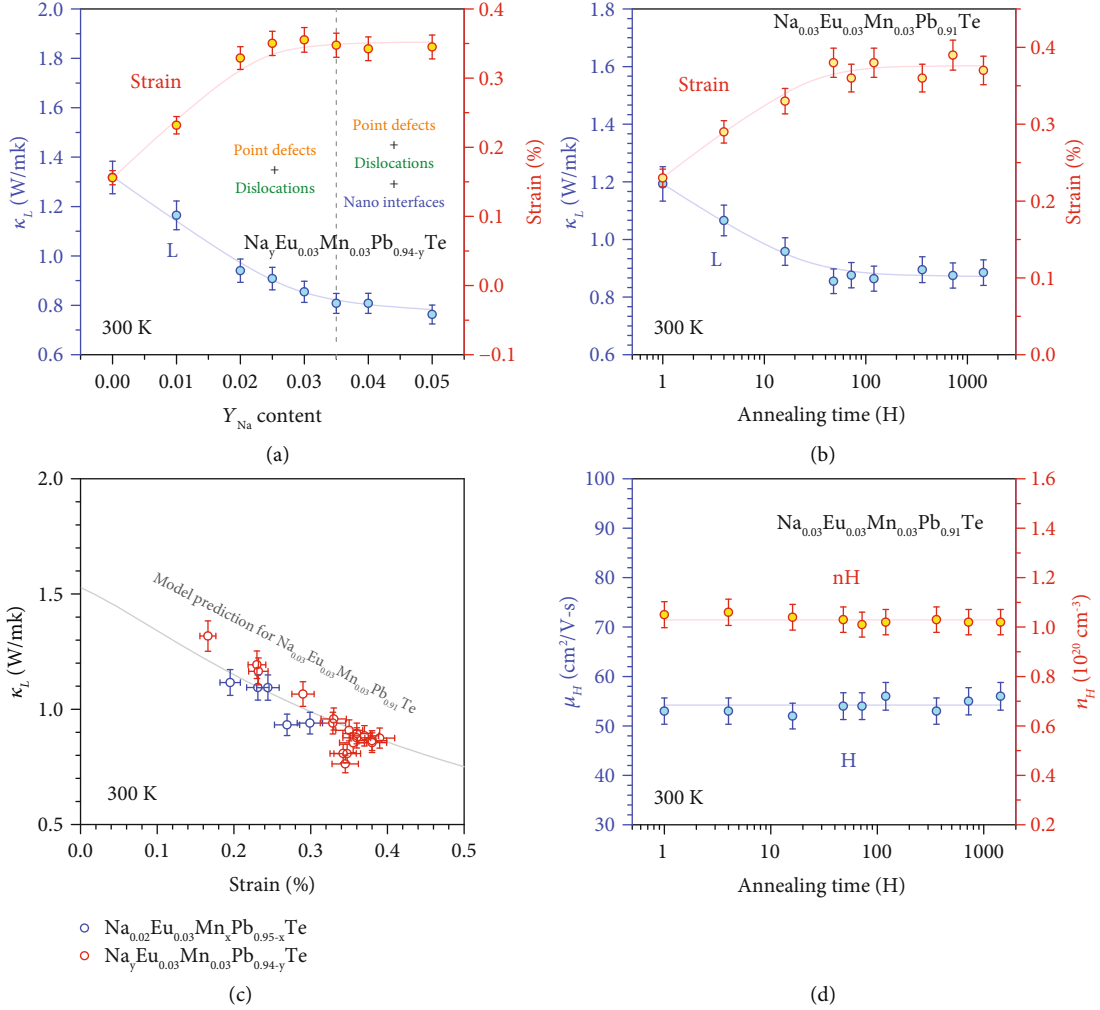 2.0
1.8
1.6
1.4
1.2
1.0
0.8
0.6
κL (W/mk)
0.4
0.3
0.2
0.1
0.0
−0.1
Strain (%)
Strain
Point defects
+
Dislocations
Point defects
+
Dislocations
+
Nano interfaces
L
NayEu0.03Mn0.03Pb0.94-yTe
300 K
0.00 0.01 0.02 0.03 0.04 0.05
YNa content
(a)
1.8
1.6
1.4
1.2
1.0
0.8
0.6
κL (W/mk)
Na0.03Eu0.03Mn0.03Pb0.91Te
0.4
0.3
0.2
0.1
0.0
Strain (%)
Strain
L
300 K
1 10 100 1000
Annealing time (H)
(b)
2.0
1.5
1.0
0.5
κL (W/mk)
Model prediction for Na0.03Eu0.03Mn0.03Pb0.91Te
300 K
0.0 0.1 0.2 0.3 0.4 0.5
Strain (%)
Na0.02Eu0.03MnxPb0.95-xTe
NayEu0.03Mn0.03Pb0.94-yTe
(c)
100
90
80
70
60
50
40
30
μH (cm2/V-s)
Na0.03Eu0.03Mn0.03Pb0.91Te
1.6
1.4
1.2
1.0
0.8
0.6
0.4
0.2
nH (1020 cm-3)
nH
H
300 K
1 10 100 1000
Annealing time (H)
(d)